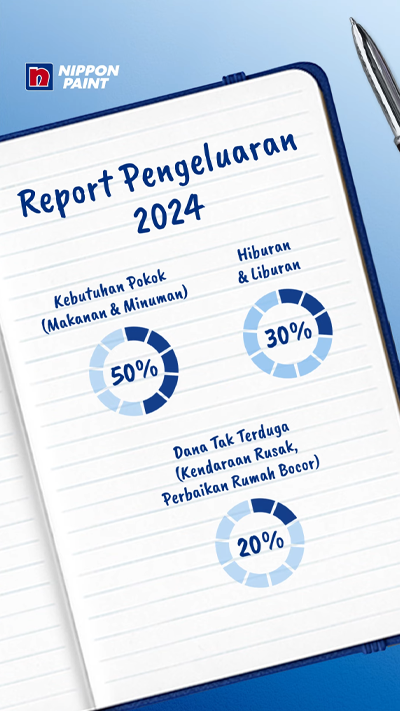 NIPPON
PAINT
Report Pengeluaran
2024
Kebutuhan Pokok
(Makanan & Minuman)
50%
Hiburan
& Liburan
30%
Dana Tak Terduga
(Kendaraan Rusak,
Perbaikan Rumah Bocor)
20%